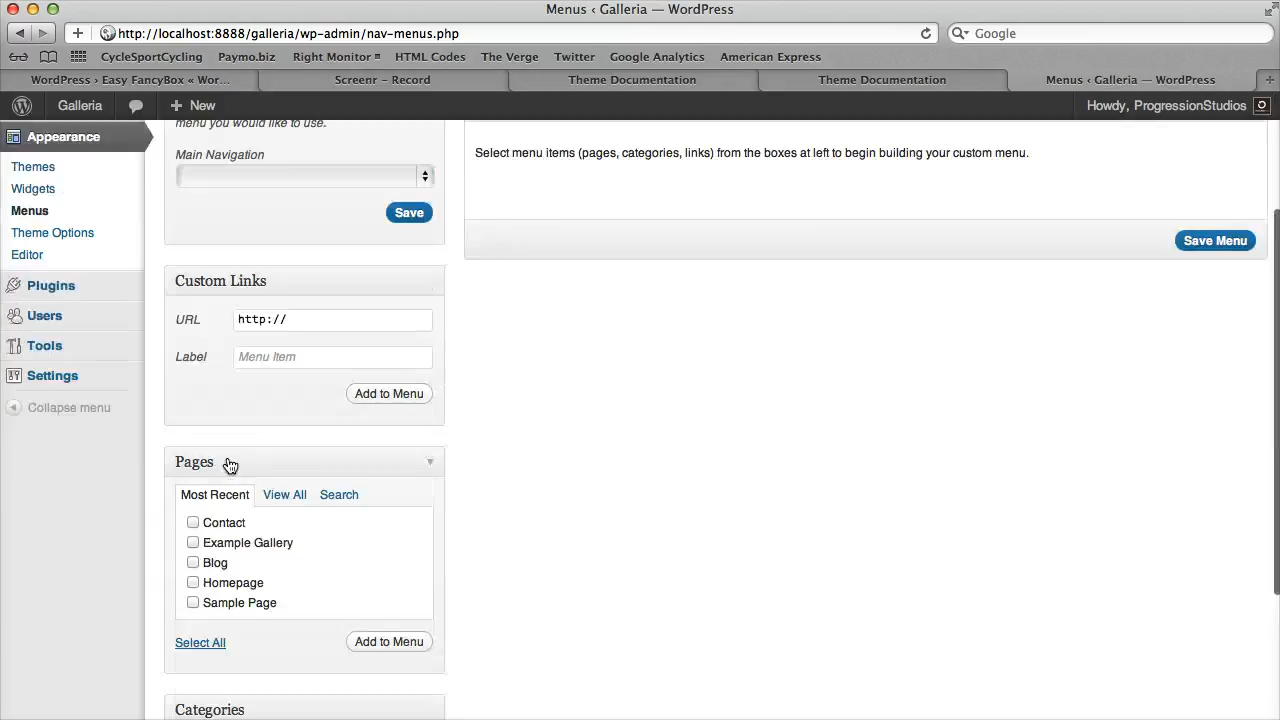 Menus ‹ Galleria — WordPress
http://localhost:8888/galleria/wp-admin/nav-menus.php
Google
CycleSportCycling Paymo.biz Right Monitor HTML Codes The Verge Twitter Google Analytics American Express
WordPress › Easy FancyBox « Wor... Screenr - Record Theme Documentation Theme Documentation Menus ‹ Galleria — WordPress
Galleria New Howdy, ProgressionStudios
Appearance
Themes
Widgets
Menus
Theme Options
Editor
Plugins
Users
Tools
Settings
Collapse menu
menu you would like to use.
Main Navigation
Save
Custom Links
URL http://
Label Menu Item
Add to Menu
Pages
Most Recent View All Search
Contact
Example Gallery
Blog
Homepage
Sample Page
Select All Add to Menu
Categories
Select menu items (pages, categories, links) from the boxes at left to begin building your custom menu.
Save Menu